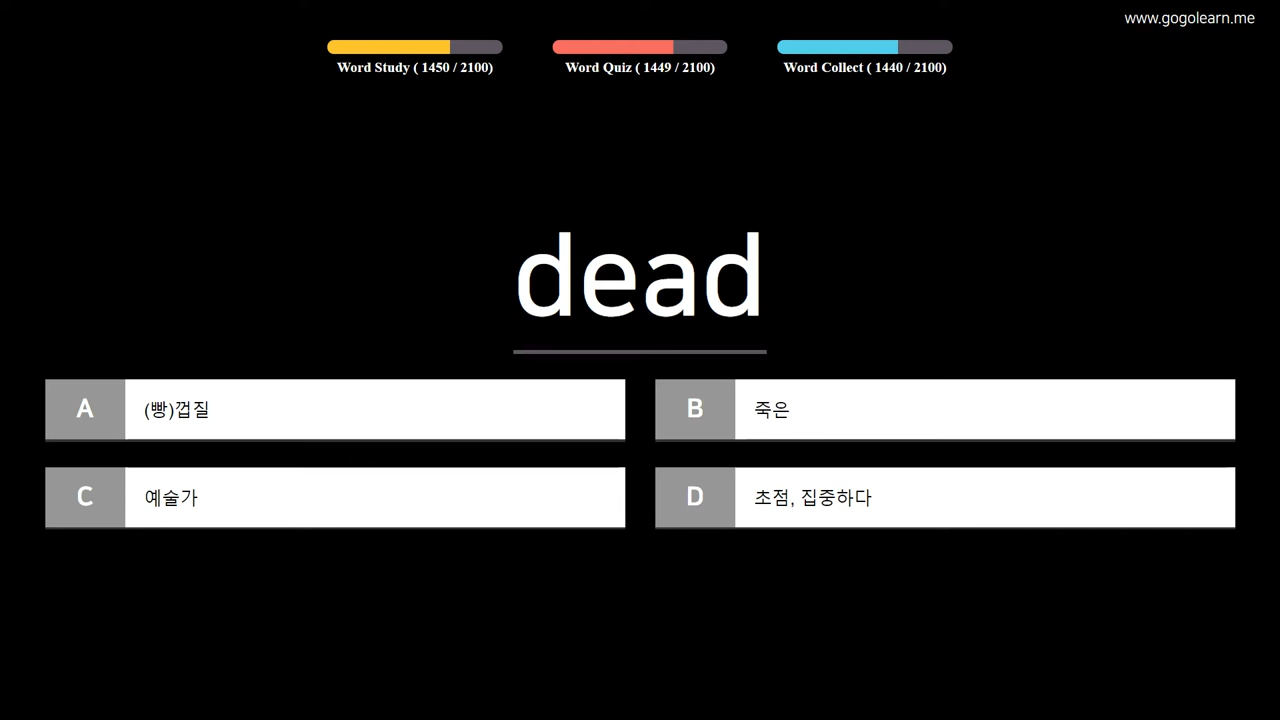 www.gogolearn.me
Word Study ( 1450 / 2100) Word Quiz ( 1449 / 2100) Word Collect ( 1440 / 2100)
dead
A (빵)껍질 B 죽은
C 예술가 D 초점, 집중하다